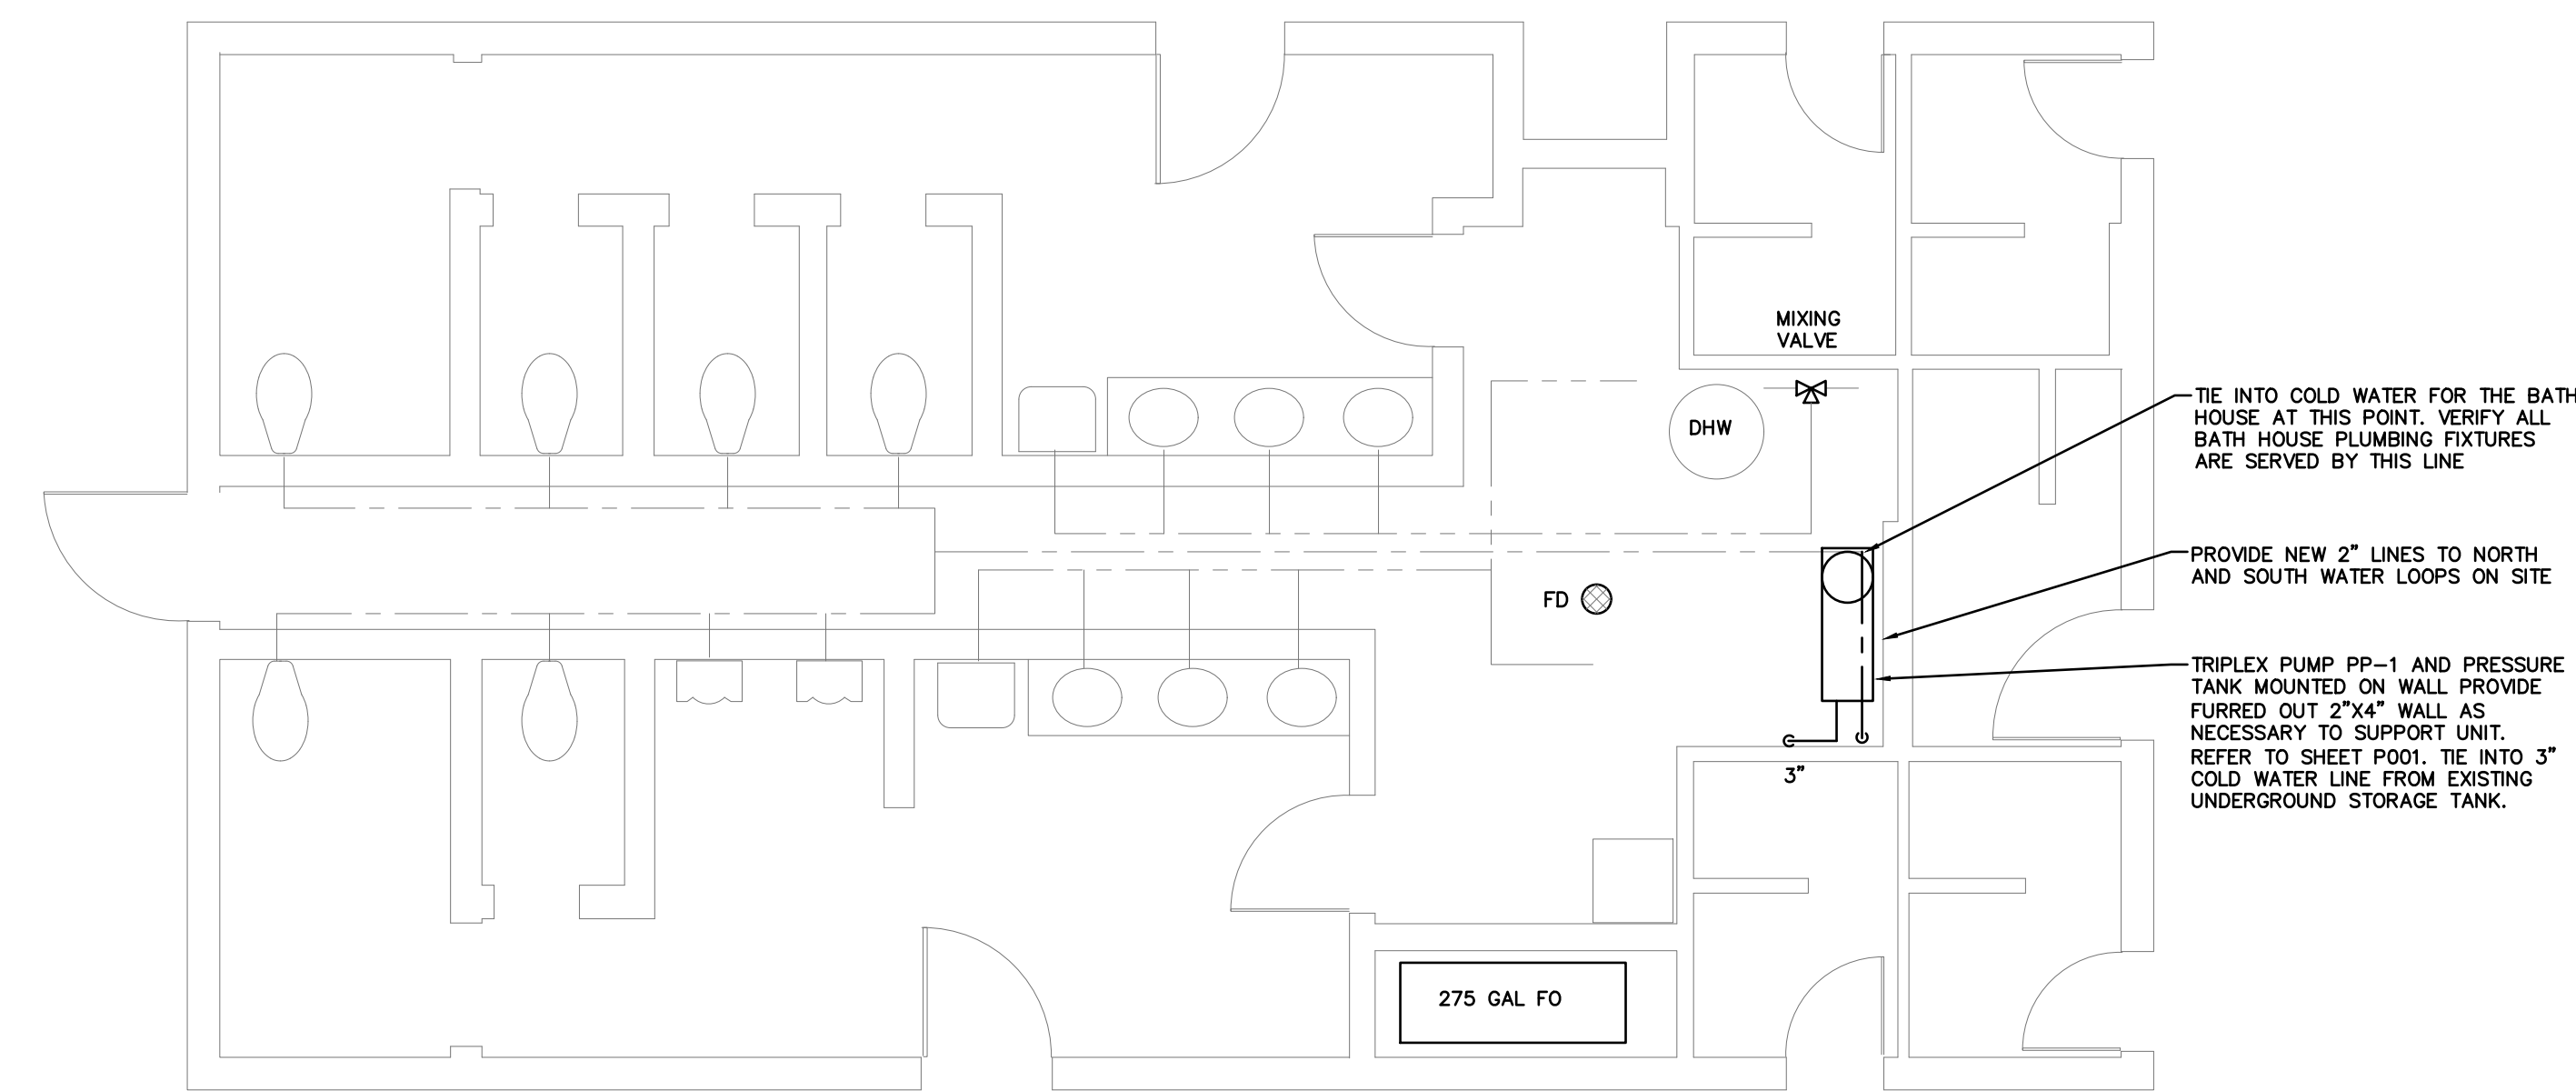 MIXING
VALVE
DHW
TIE INTO COLD WATER FOR THE BATH
HOUSE AT THIS POINT. VERIFY ALL
BATH HOUSE PLUMBING FIXTURES
ARE SERVED BY THIS LINE
PROVIDE NEW 2" LINES TO NORTH
AND SOUTH WATER LOOPS ON SITE
FD
TRIPLEX PUMP PP-1 AND PRESSURE
TANK MOUNTED ON WALL PROVIDE
FURRED OUT 2"X4" WALL AS
NECESSARY TO SUPPORT UNIT.
REFER TO SHEET P001. TIE INTO 3"
COLD WATER LINE FROM EXISTING
UNDERGROUND STORAGE TANK.
3"
275 GAL FO